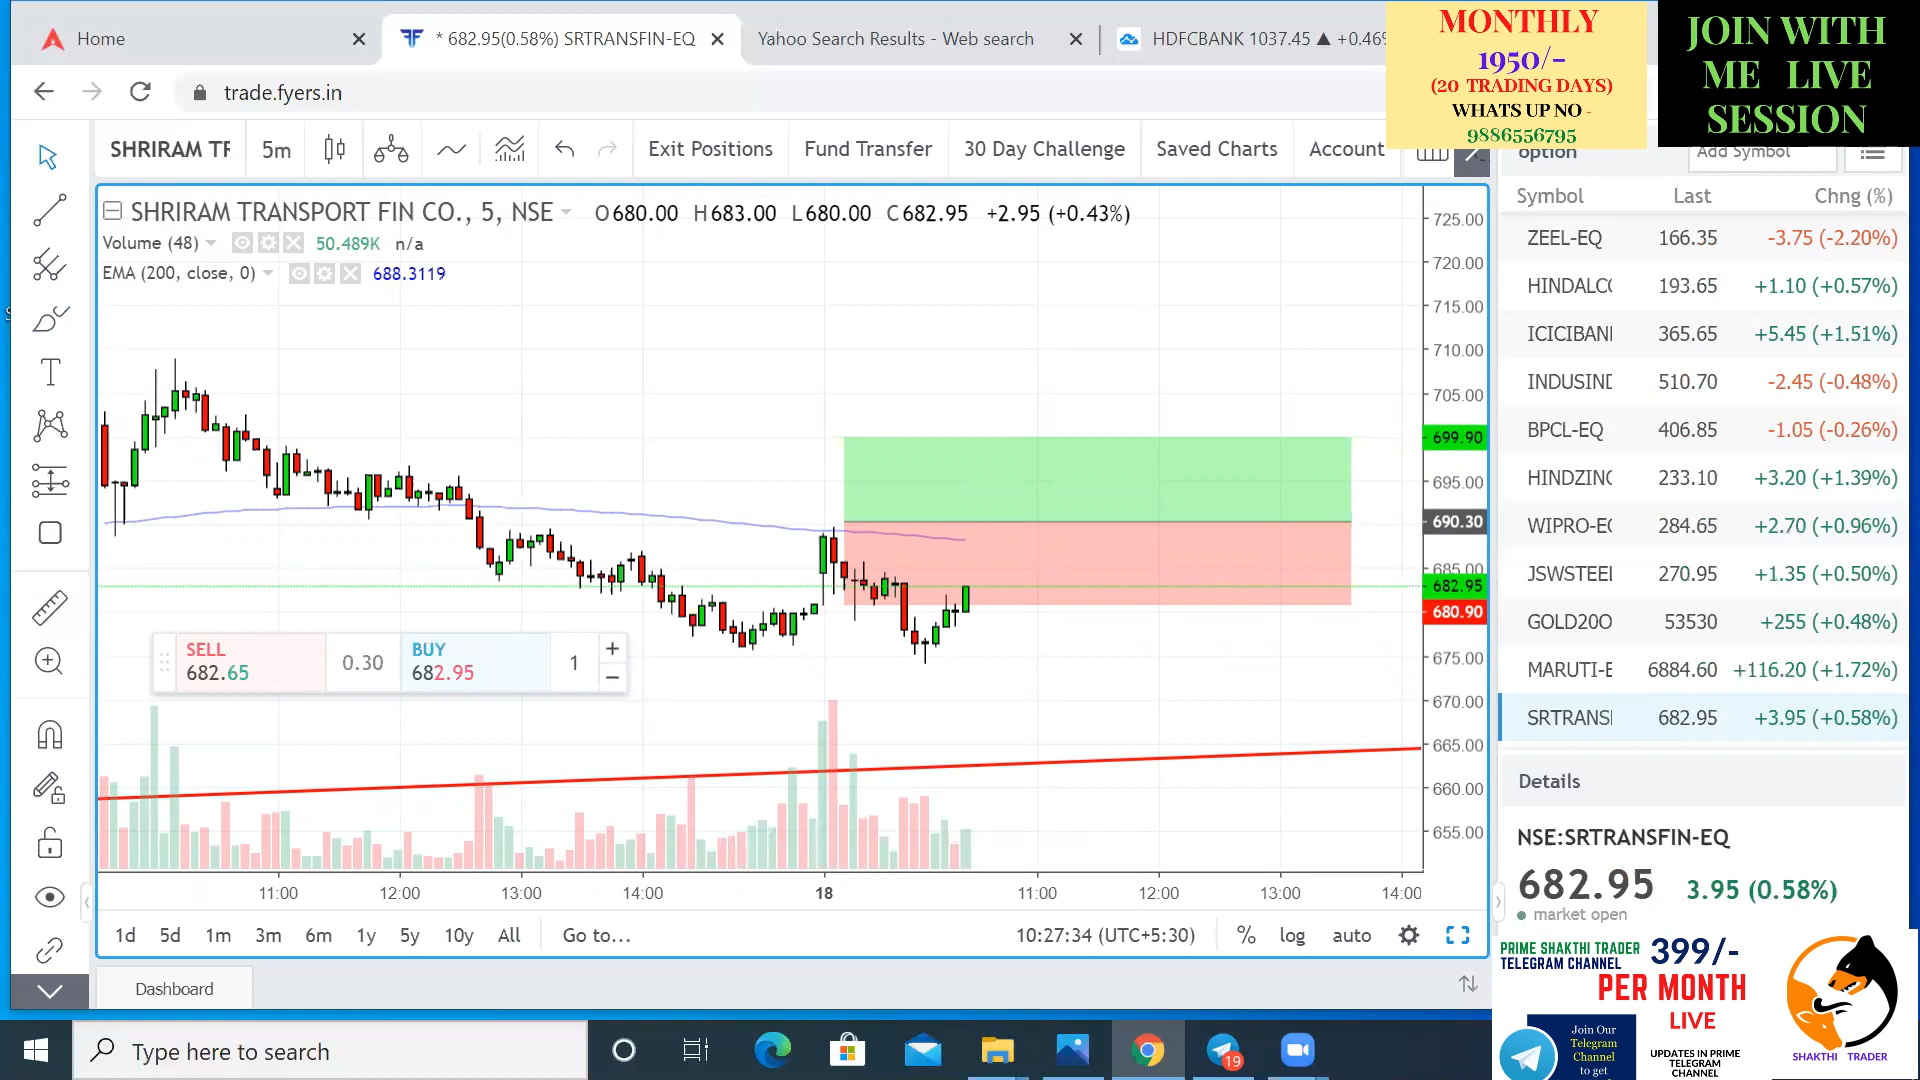 Home
* 682.95(0.58%) SRTRANSFIN-EQ
Yahoo Search Results - Web search
HDFCBANK 1037.45 ▲ +0.46%
MONTHLY
1950/-
(20 TRADING DAYS)
WHATS UP NO -
9886556795
JOIN WITH
ME LIVE
SESSION
trade.fyers.in
SHRIRAM TF
5m
Exit Positions
Fund Transfer
30 Day Challenge
Saved Charts
Account
option
Add Symbol
SHRIRAM TRANSPORT FIN CO., 5, NSE
O680.00 H683.00 L680.00 C682.95 +2.95 (+0.43%)
Volume (48) 50.489K n/a
EMA (200, close, 0) 688.3119
725.00
720.00
715.00
710.00
705.00
699.90
695.00
690.30
685.00
682.95
680.90
675.00
670.00
665.00
660.00
655.00
SELL
682.65
0.30
BUY
682.95
1
11:00
12:00
13:00
14:00
18
11:00
12:00
13:00
14:00
1d 5d 1m 3m 6m 1y 5y 10y All
Go to...
10:27:34 (UTC+5:30)
% log auto
Dashboard
Symbol Last Chng (%)
ZEEL-EQ 166.35 -3.75 (-2.20%)
HINDALC 193.65 +1.10 (+0.57%)
ICICIBANI 365.65 +5.45 (+1.51%)
INDUSIND 510.70 -2.45 (-0.48%)
BPCL-EQ 406.85 -1.05 (-0.26%)
HINDZINC 233.10 +3.20 (+1.39%)
WIPRO-EQ 284.65 +2.70 (+0.96%)
JSWSTEEI 270.95 +1.35 (+0.50%)
GOLD20O 53530 +255 (+0.48%)
MARUTI-E 6884.60 +116.20 (+1.72%)
SRTRANSI 682.95 +3.95 (+0.58%)
Details
NSE:SRTRANSFIN-EQ
682.95 3.95 (0.58%)
market open
PRIME SHAKTHI TRADER
TELEGRAM CHANNEL
399/-
PER MONTH
LIVE
UPDATES IN PRIME
TELEGRAM
CHANNEL
Join Our
Telegram
Channel
to get
SHAKTHI TRADER
Type here to search
19